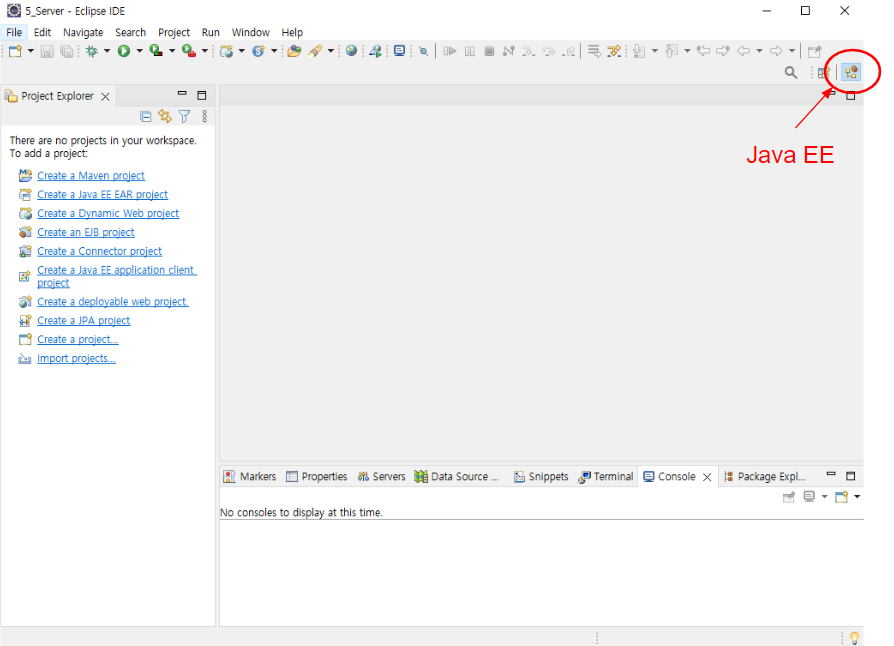 5_Server - Eclipse IDE
File Edit Navigate Search Project Run Window Help
Project Explorer
There are no projects in your workspace.
To add a project:
Create a Maven project
Create a Java EE EAR project
Create a Dynamic Web project
Create an EJB project
Create a Connector project
Create a Java EE application client
project
Create a deployable web project
Create a JPA project
Create a project...
Import projects...
Java EE
Markers Properties Servers Data Source ... Snippets Terminal Console Package Expl...
No consoles to display at this time.